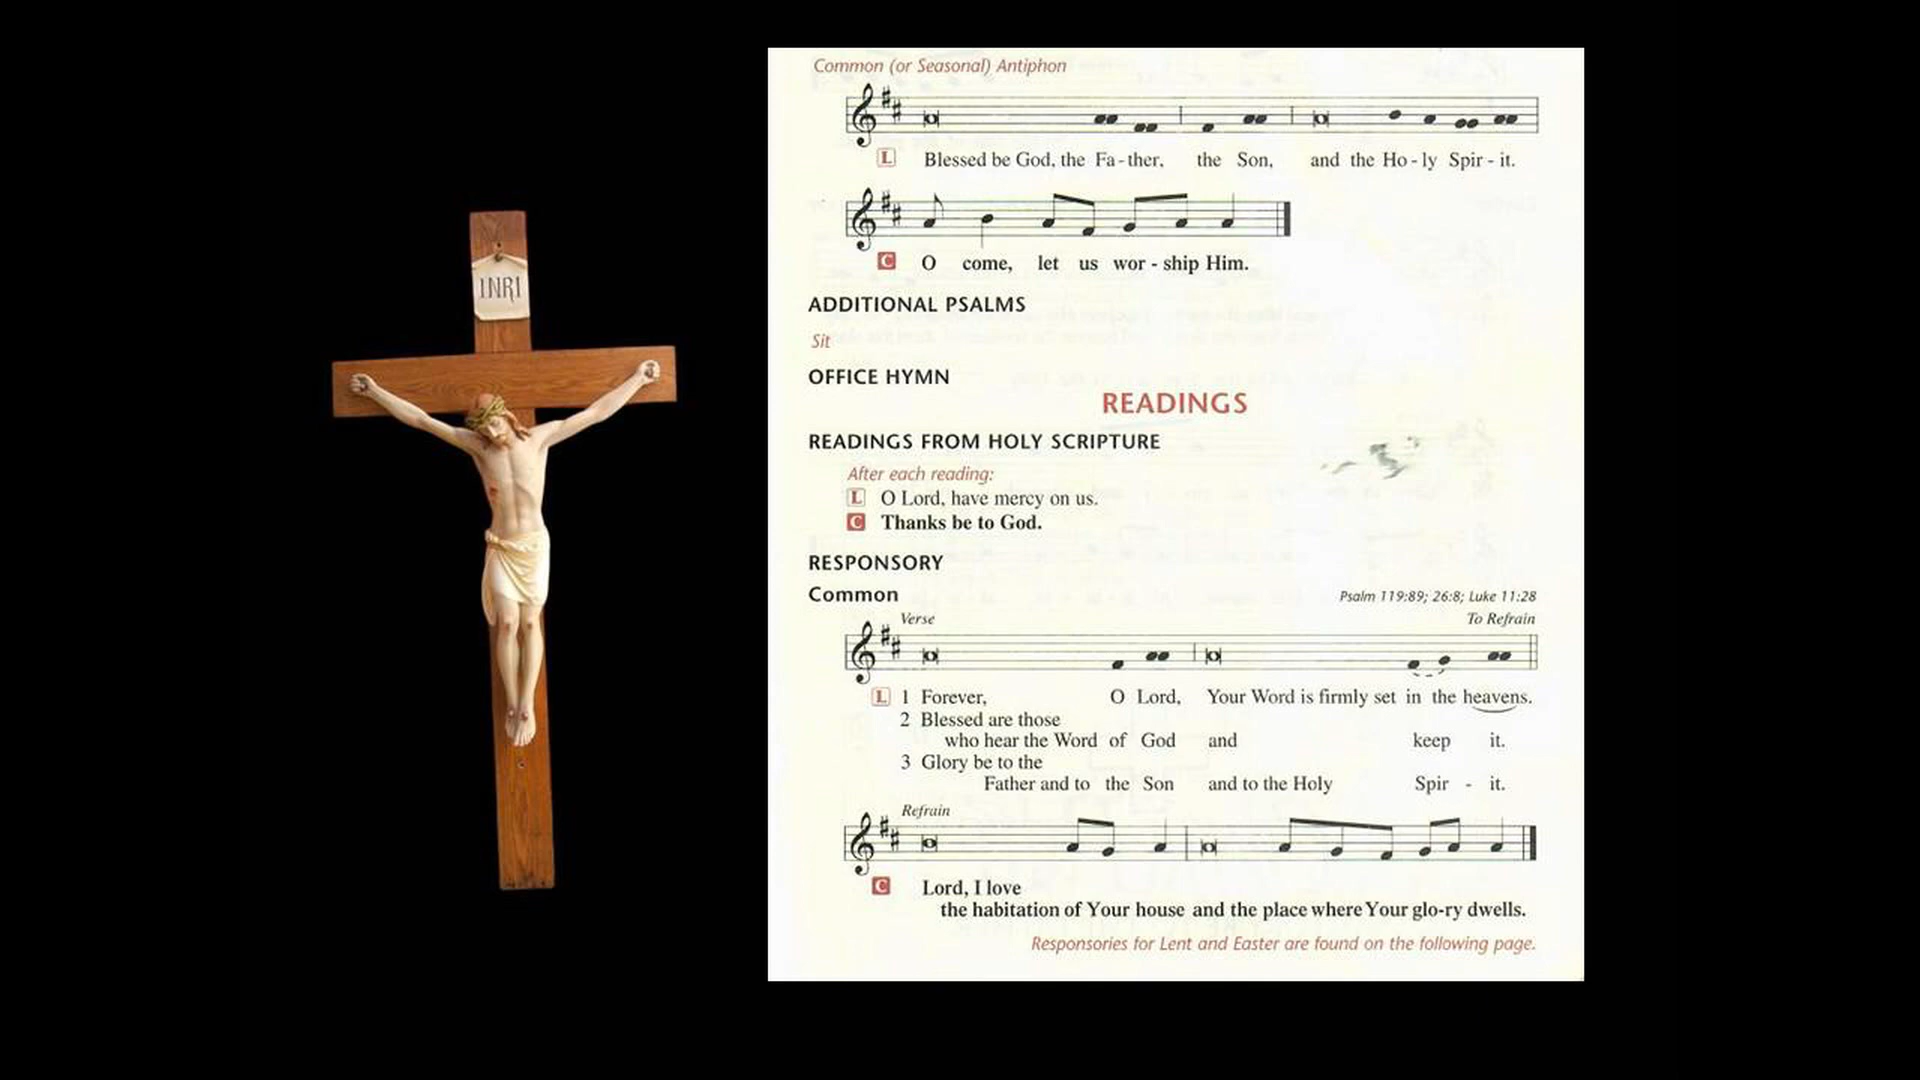 INRI
Common (or Seasonal) Antiphon
L Blessed be God, the Fa - ther, the Son, and the Ho - ly Spir - it.
C O come, let us wor - ship Him.
ADDITIONAL PSALMS
Sit
OFFICE HYMN
READINGS
READINGS FROM HOLY SCRIPTURE
After each reading:
L O Lord, have mercy on us.
C Thanks be to God.
RESPONSORY
Common Psalm 119:89; 26:8; Luke 11:28
Verse To Refrain
L 1 Forever, O Lord, Your Word is firmly set in the heavens.
2 Blessed are those
who hear the Word of God and keep it.
3 Glory be to the
Father and to the Son and to the Holy Spir - it.
Refrain
C Lord, I love
the habitation of Your house and the place where Your glo-ry dwells.
Responsories for Lent and Easter are found on the following page.